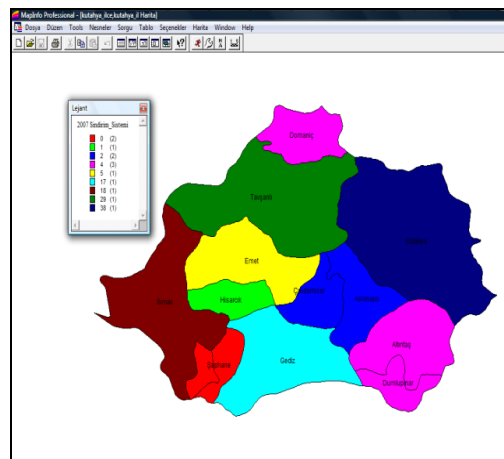 MapInfo Professional - [kutahya_ilce,kutahya_il Harita]
Dosya Düzen Tools Nesneler Sorgu Tablo Seçenekler Harita Window Help
Lejant
2007 Sindirim_Sistemi
0 (2)
1 (1)
2 (2)
4 (3)
5 (1)
17 (1)
18 (1)
29 (1)
38 (1)
Domaniç
Tavşanlı
Emet
Hisarcık
Gediz
Altıntaş
Dumlupınar